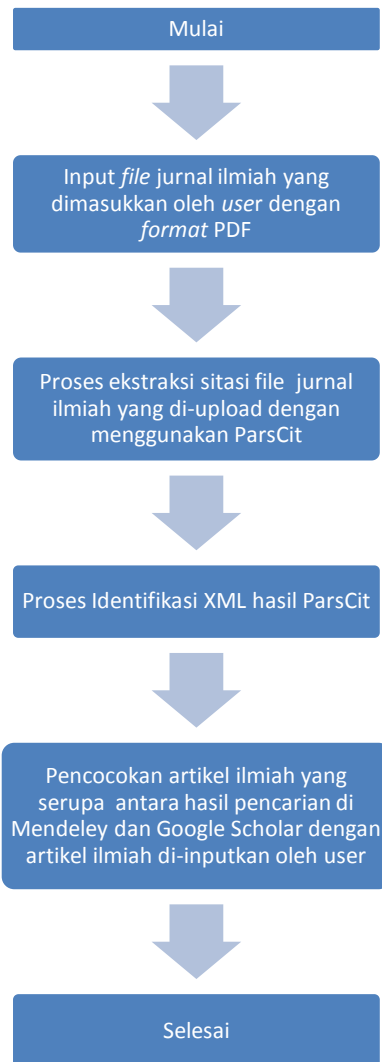 Mulai
Input file jurnal ilmiah yang
dimasukkan oleh user dengan
format PDF
Proses ekstraksi sitasi file jurnal
ilmiah yang di-upload dengan
menggunakan ParsCit
Proses Identifikasi XML hasil ParsCit
Pencocokan artikel ilmiah yang
serupa antara hasil pencarian di
Mendeley dan Google Scholar dengan
artikel ilmiah di-inputkan oleh user
Selesai